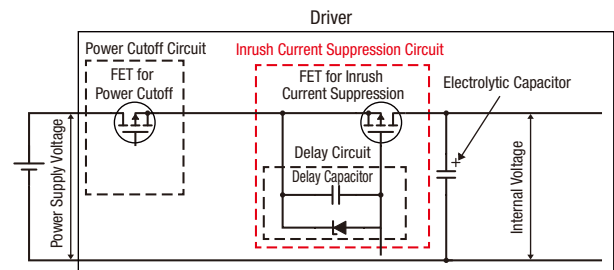 Driver
Power Cutoff Circuit
Inrush Current Suppression Circuit
FET for
Power Cutoff
FET for Inrush
Current Suppression
Electrolytic Capacitor
Delay Circuit
Delay Capacitor
+
Power Supply Voltage
Internal Voltage